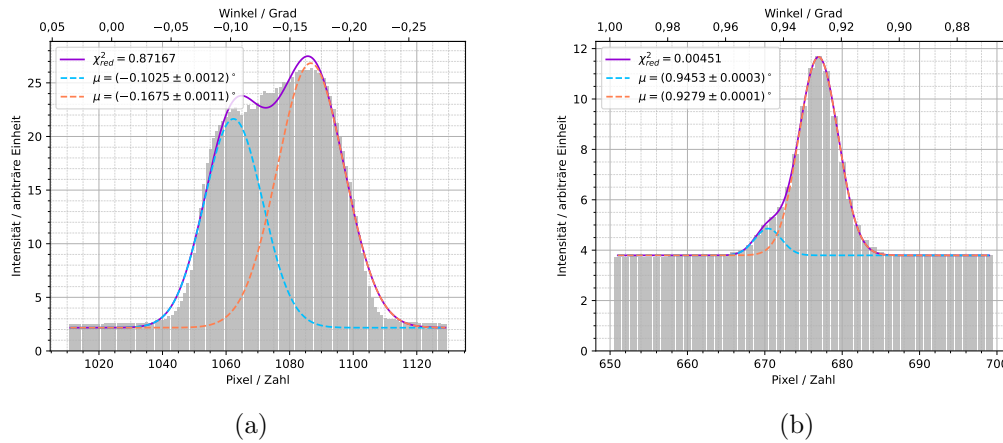 Winkel / Grad
0,05 0,00 −0,05 −0,10 −0,15 −0,20 −0,25
χ²red = 0.87167
μ = (−0.1025 ± 0.0012)°
μ = (−0.1675 ± 0.0011)°
Intensität / arbiträre Einheit
25
20
15
10
5
0
1020 1040 1060 1080 1100 1120
Pixel / Zahl
(a)
Winkel / Grad
1.00 0,98 0,96 0,94 0,92 0,90 0,88
χ²red = 0.00451
μ = (0.9453 ± 0.0003)°
μ = (0.9279 ± 0.0001)°
Intensität / arbiträre Einheit
12
10
8
6
4
2
0
650 660 670 680 690 700
Pixel / Zahl
(b)